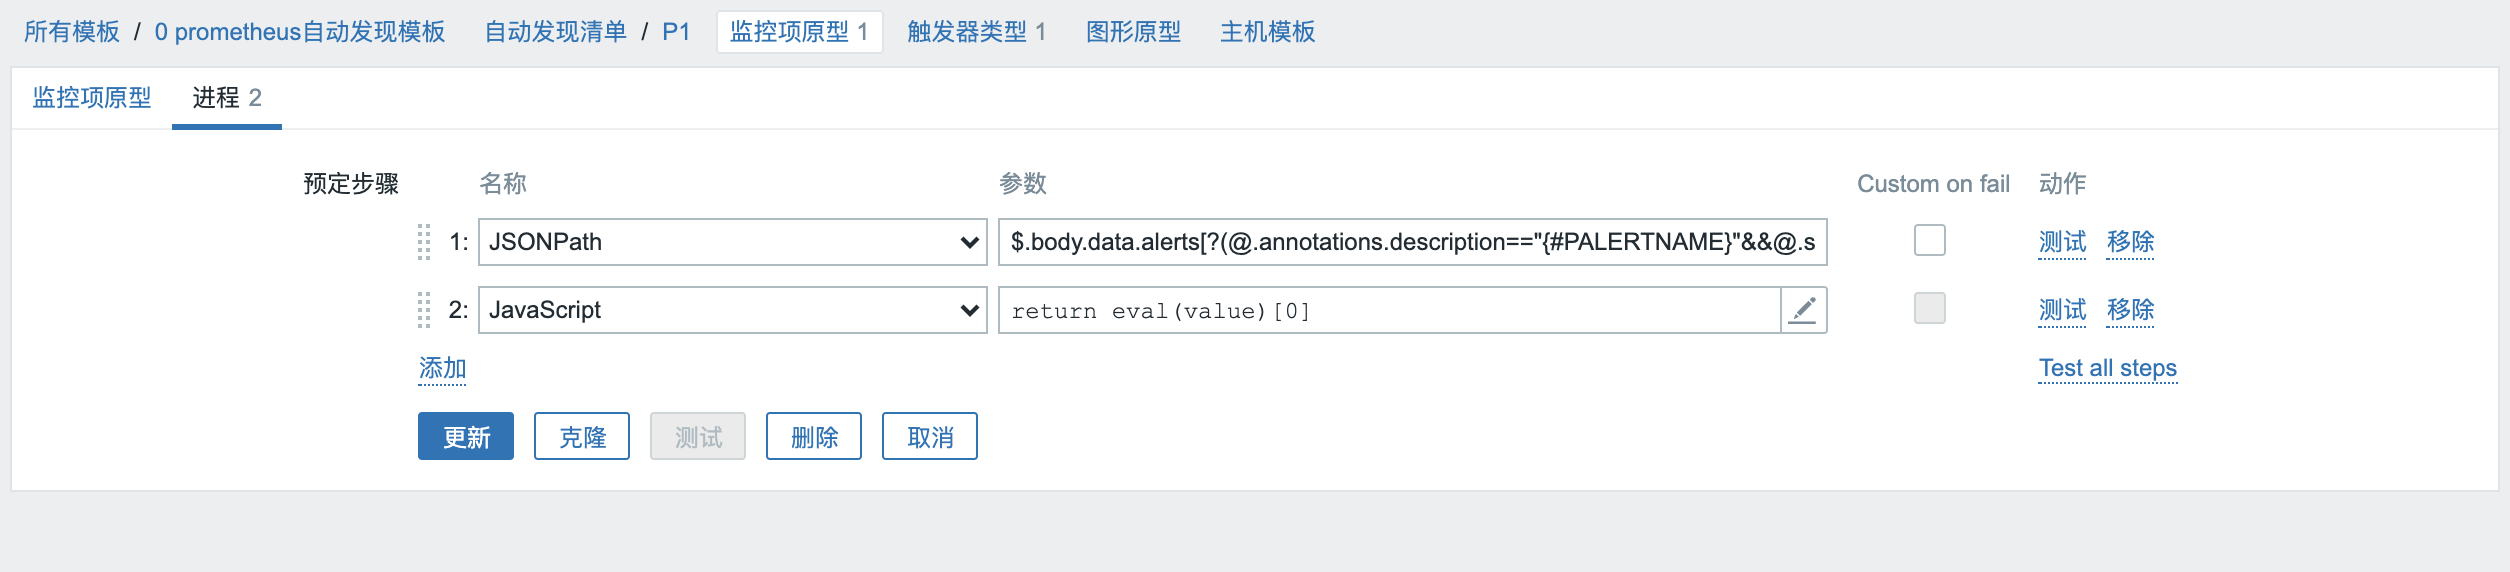 所有模板 / 0 prometheus自动发现模板 自动发现清单 / P1 监控项原型 1 触发器类型 1 图形原型 主机模板
监控项原型 进程 2
预定步骤 名称 参数 Custom on fail 动作
1: JSONPath $.body.data.alerts[?(@.annotations.description=="{#PALERTNAME}"&&@.s 测试 移除
2: JavaScript return eval(value)[0] 测试 移除
添加 Test all steps
更新 克隆 测试 删除 取消